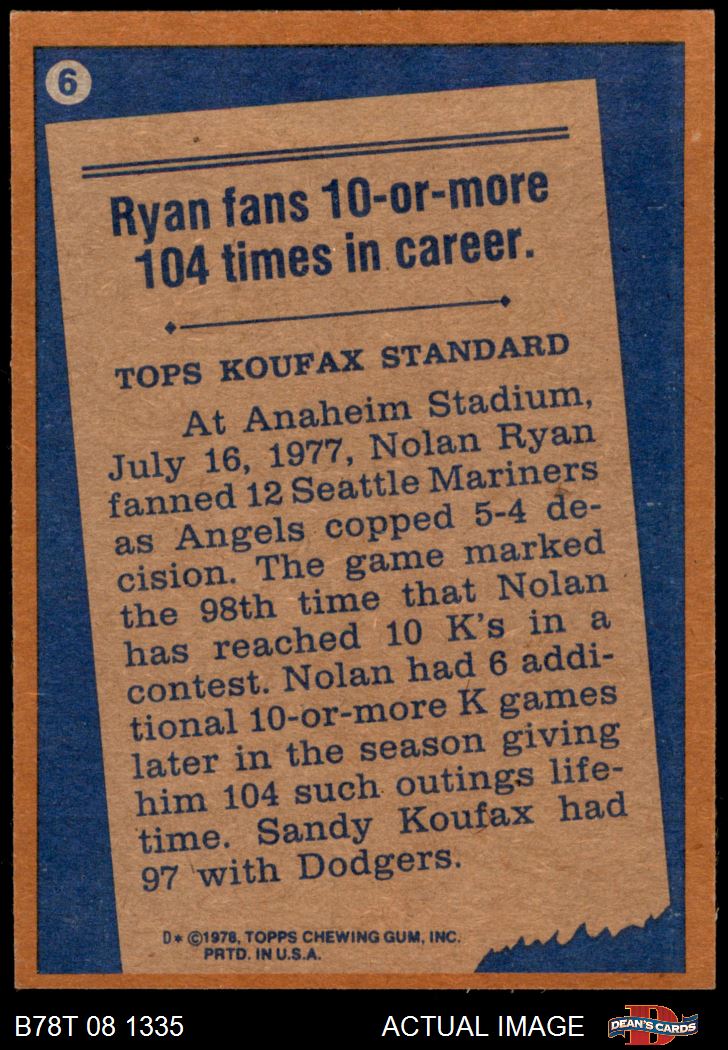 6
Ryan fans 10-or-more
104 times in career.
TOPS KOUFAX STANDARD
At Anaheim Stadium,
July 16, 1977, Nolan Ryan
fanned 12 Seattle Mariners
as Angels copped 5-4 de-
cision. The game marked
the 98th time that Nolan
has reached 10 K's in a
contest. Nolan had 6 addi-
tional 10-or-more K games
later in the season giving
him 104 such outings life-
time. Sandy Koufax had
97 with Dodgers.
D* ©1978, TOPPS CHEWING GUM, INC.
PRTD. IN U.S.A.
B78T 08 1335
ACTUAL IMAGE
D
DEAN'S CARDS